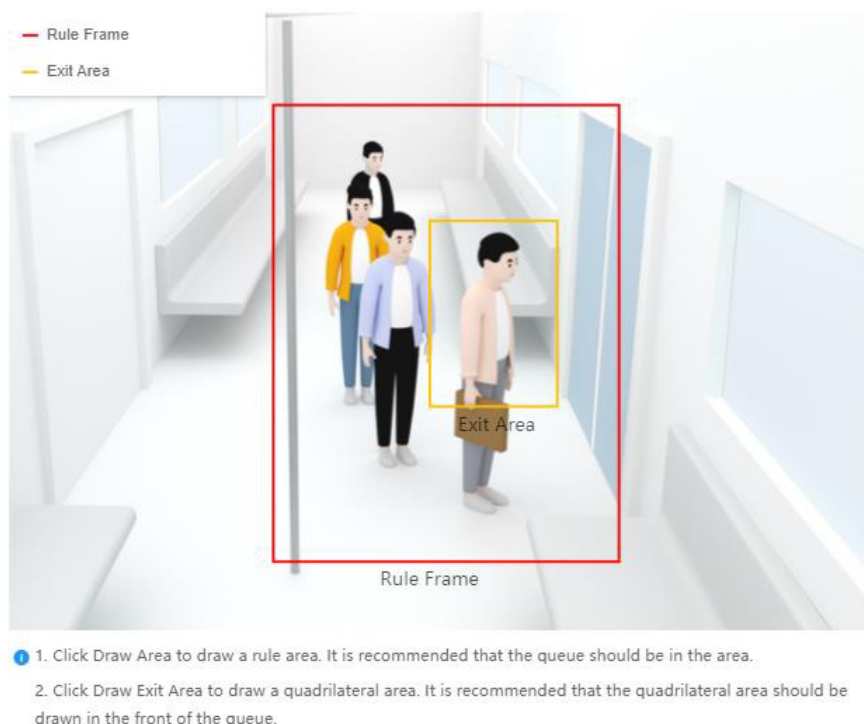 Rule Frame
Exit Area
Exit Area
Rule Frame
1. Click Draw Area to draw a rule area. It is recommended that the queue should be in the area.
2. Click Draw Exit Area to draw a quadrilateral area. It is recommended that the quadrilateral area should be
drawn in the front of the queue.